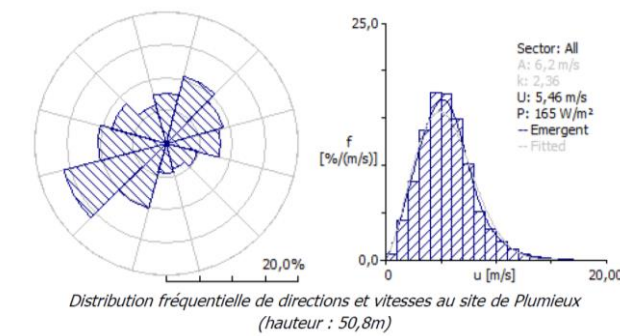 25,0
Sector: All
A: 6,2 m/s
k: 2,36
U: 5,46 m/s
P: 165 W/m²
-- Emergent
-- Fitted
f
[%/(m/s)]
20,0%
0,0
0
u [m/s]
20,00
Distribution fréquentielle de directions et vitesses au site de Plumieux
(hauteur : 50,8m)